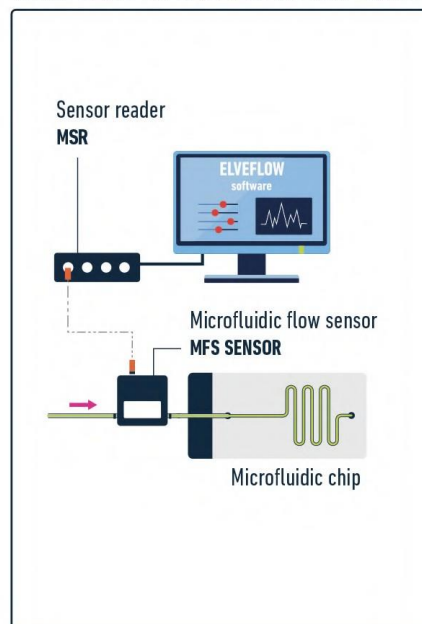 Sensor reader
MSR
ELVEFLOW
software
Microfluidic flow sensor
MFS SENSOR
Microfluidic chip